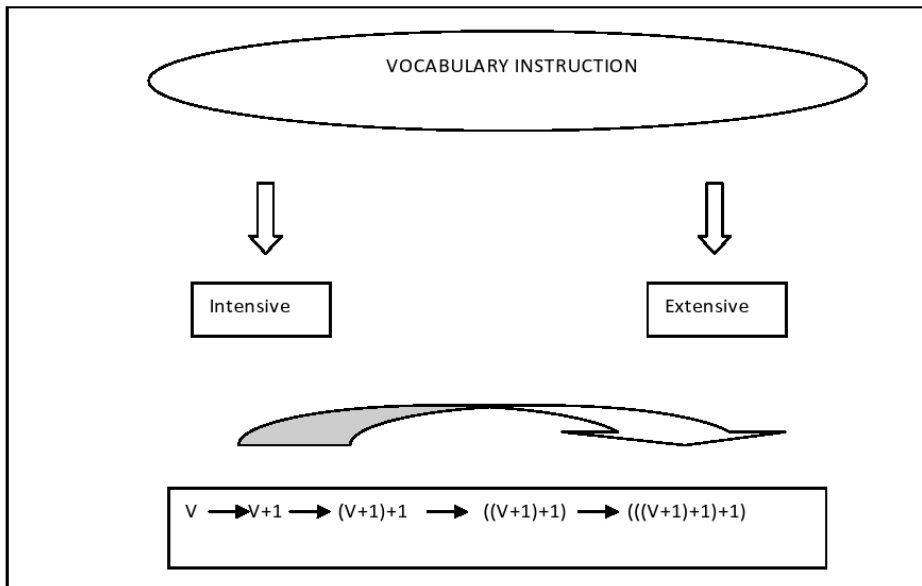 VOCABULARY INSTRUCTION
Intensive
Extensive
V → V+1 → (V+1)+1 → ((V+1)+1) → (((V+1)+1)+1)